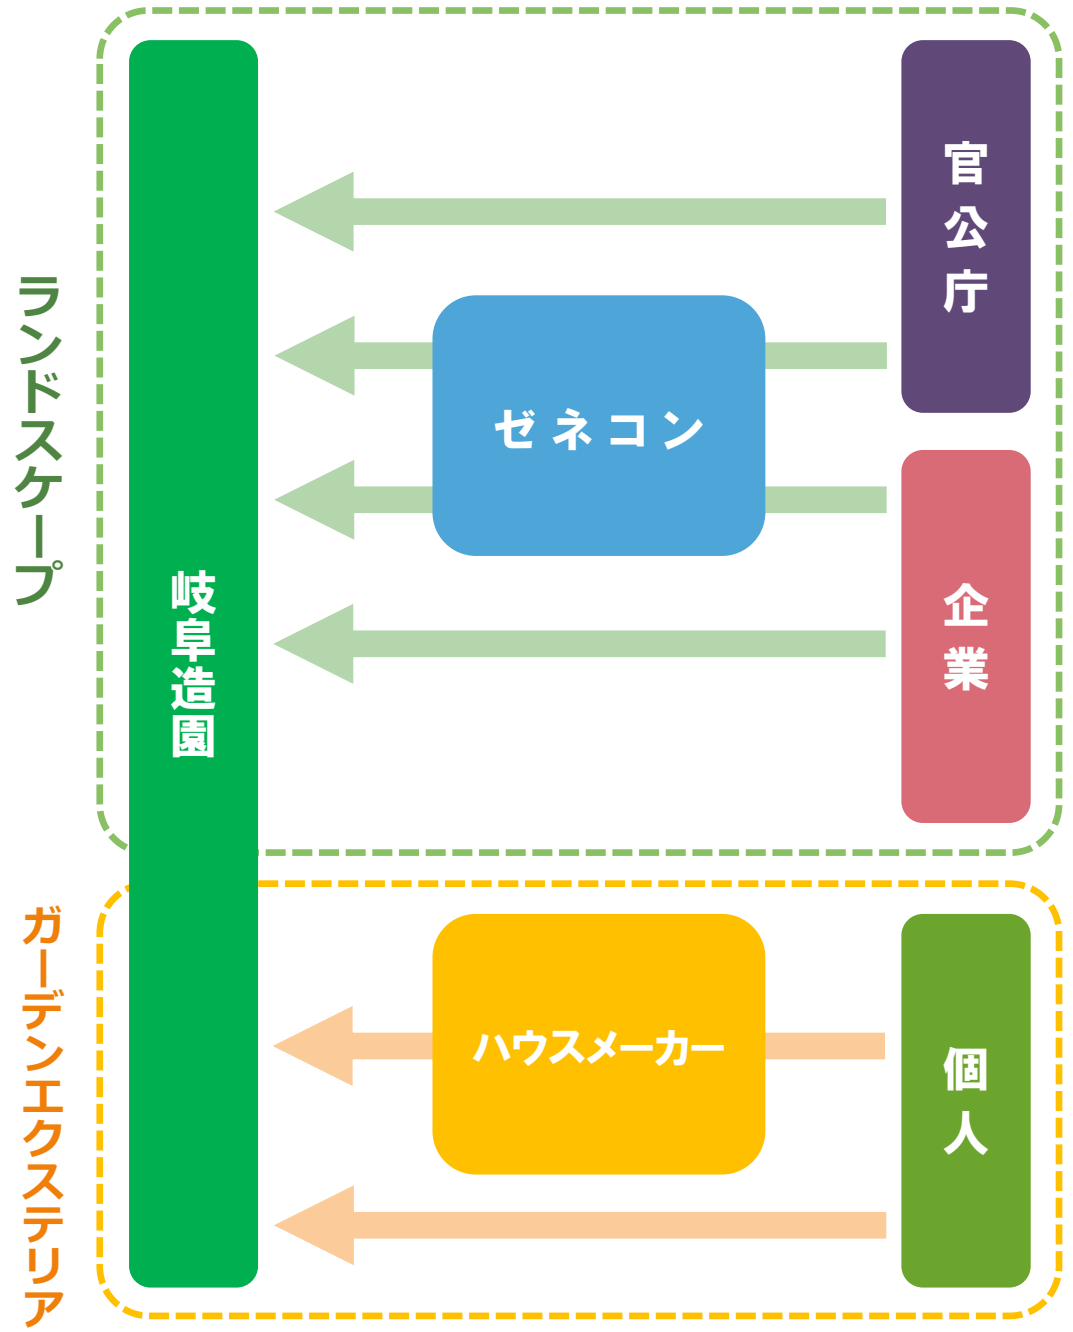 ランドスケープ
岐阜造園
ゼネコン
官公庁
企業
ガーデンエクステリア
ハウスメーカー
個人